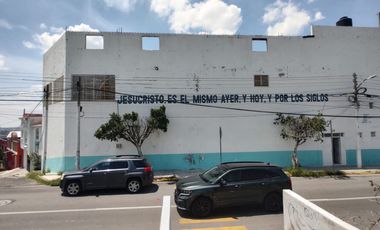 JESUCRISTO ES EL MISMO AYER, Y HOY, Y POR LOS SIGLOS